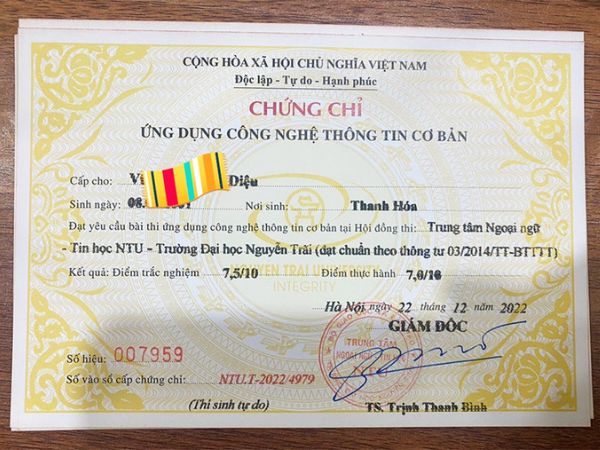 CỘNG HÒA XÃ HỘI CHỦ NGHĨA VIỆT NAM
Độc lập - Tự do - Hạnh phúc
CHỨNG CHỈ
ỨNG DỤNG CÔNG NGHỆ THÔNG TIN CƠ BẢN
Cấp cho: Diệu
Sinh ngày: Nơi sinh: Thanh Hóa
Đạt yêu cầu bài thi ứng dụng công nghệ thông tin cơ bản tại Hội đồng thi: Trung tâm Ngoại ngữ
- Tin học NTU – Trường Đại học Nguyễn Trãi (đạt chuẩn theo thông tư 03/2014/TT-BTTTT)
Kết quả: Điểm trắc nghiệm 7,5/10 Điểm thực hành
INTEGRITY
Hà Nội, ngày 22 tháng 12 năm 2022
GIÁM ĐỐC
TRUNG TÂM
Số hiệu: 007959
Số vào sổ cấp chứng chỉ: NTU.T-2022/4979
(Thí sinh tự do) TS. Trịnh Thanh Bình